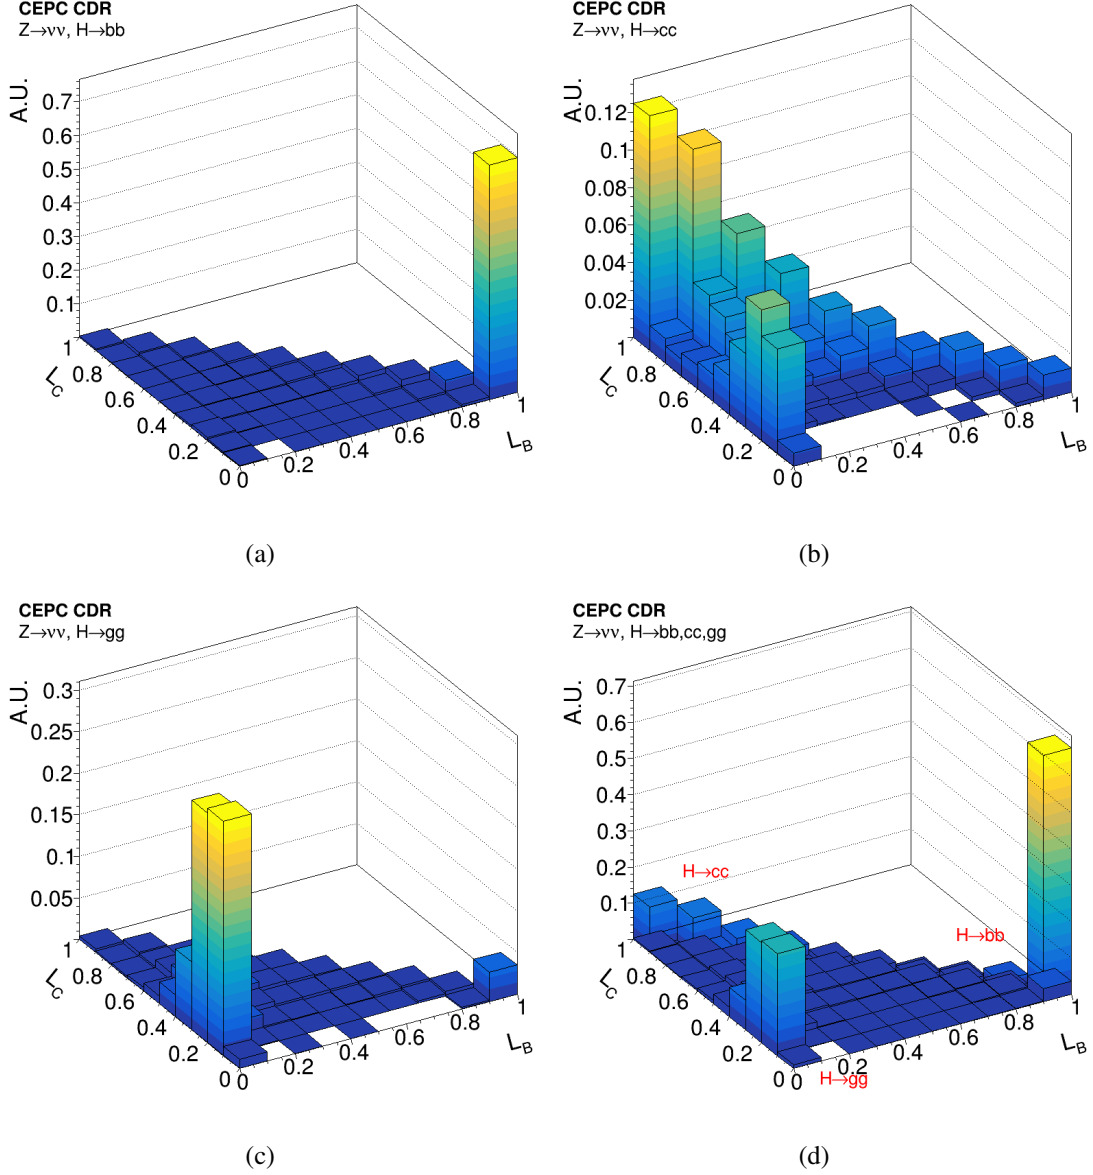 CEPC CDR
Z→νν, H→bb
A.U.
0.7
0.6
0.5
0.4
0.3
0.2
0.1
1
0.8
0.6
0.4
0.2
0
L_C
0
0.2
0.4
0.6
0.8
1
L_B
(a)
CEPC CDR
Z→νν, H→cc
A.U.
0.12
0.1
0.08
0.06
0.04
0.02
1
0.8
0.6
0.4
0.2
0
L_C
0
0.2
0.4
0.6
0.8
1
L_B
(b)
CEPC CDR
Z→νν, H→gg
A.U.
0.3
0.25
0.2
0.15
0.1
0.05
1
0.8
0.6
0.4
0.2
0
L_C
0
0.2
0.4
0.6
0.8
1
L_B
(c)
CEPC CDR
Z→νν, H→bb,cc,gg
A.U.
0.7
0.6
0.5
0.4
0.3
0.2
0.1
H→cc
H→bb
1
0.8
0.6
0.4
0.2
0
L_C
0
0.2
0.4
0.6
0.8
1
L_B
H→gg
(d)